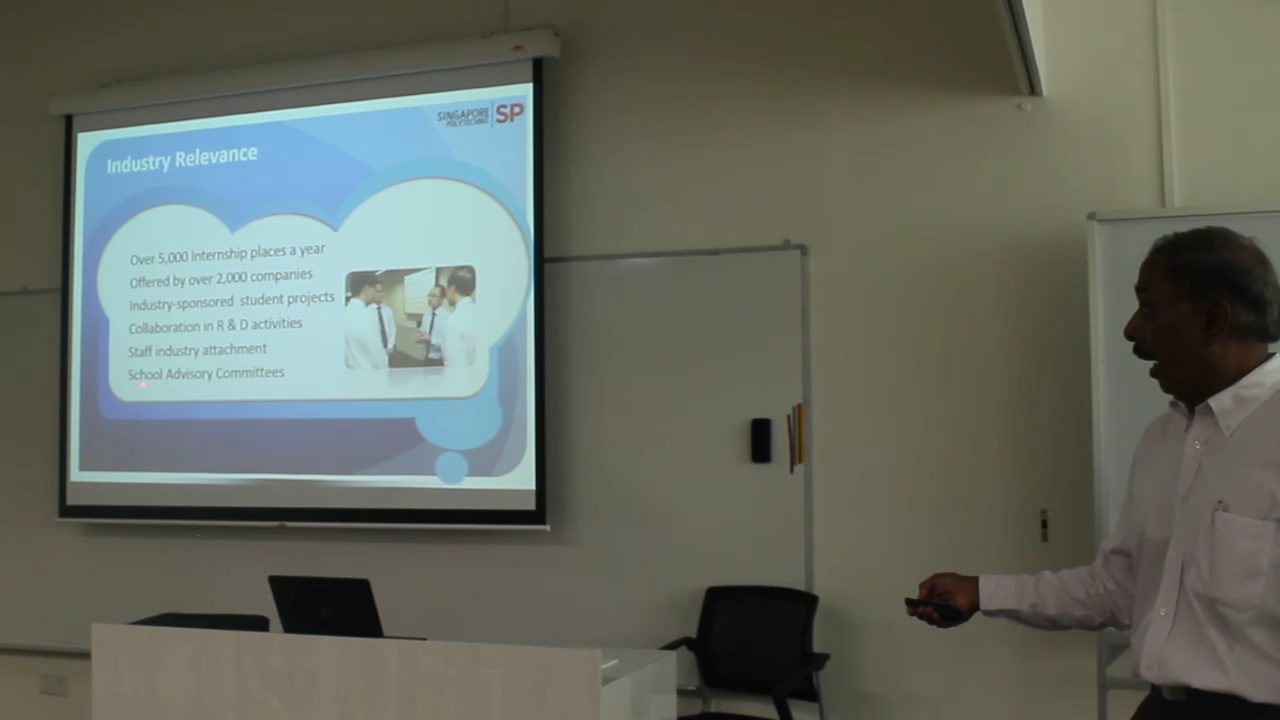 SINGAPORE
POLYTECHNIC
SP
Industry Relevance
Over 5,000 Internship places a year
Offered by over 2,000 companies
Industry-sponsored student projects
Collaboration in R & D activities
Staff industry attachment
School Advisory Committees